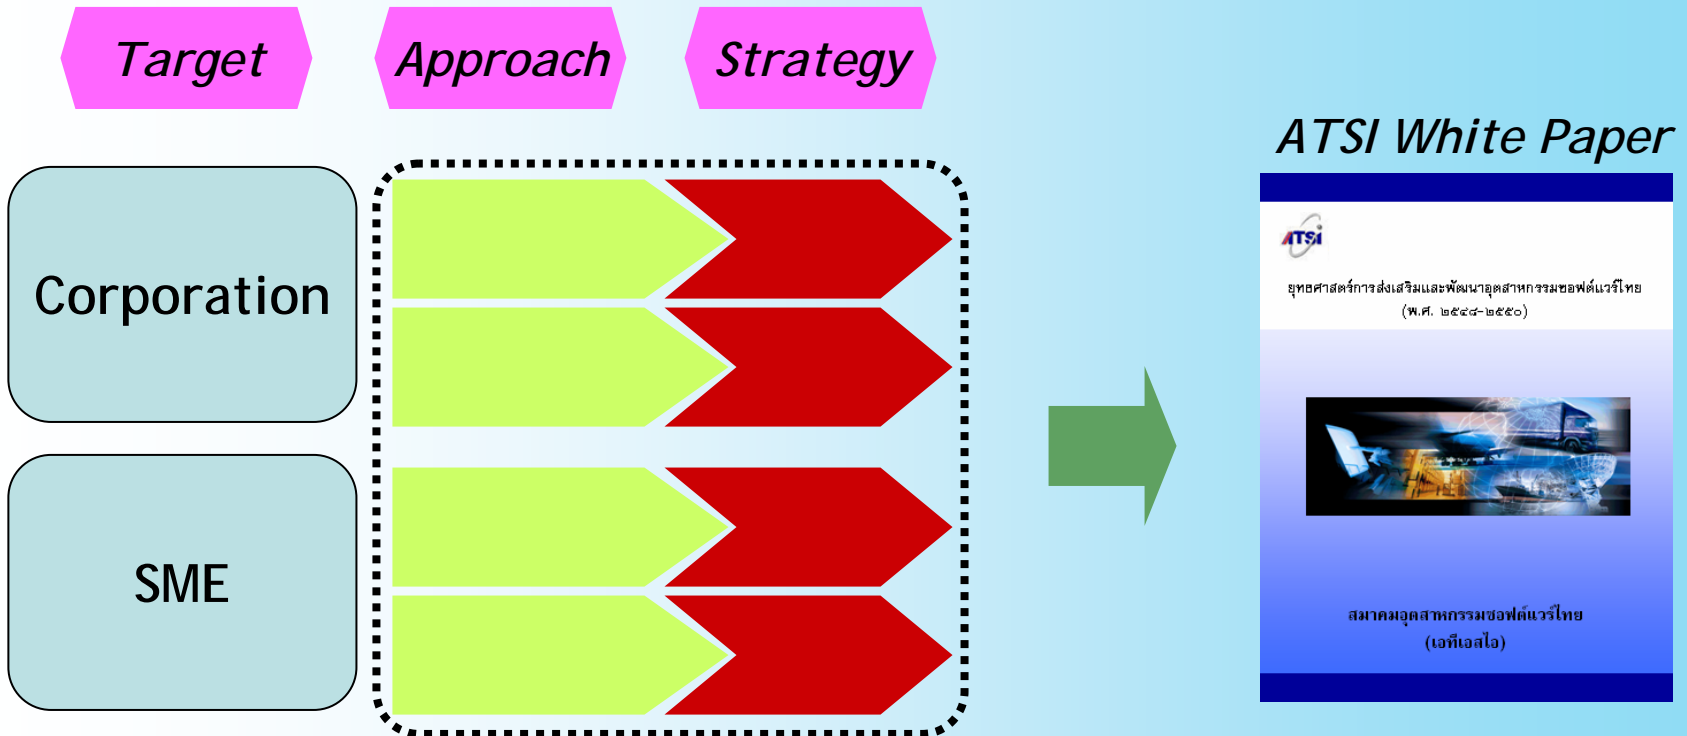 Target
Approach
Strategy
ATSI White Paper
Corporation
SME
ATSI
ยุทธศาสตร์การส่งเสริมและพัฒนาอุตสาหกรรมซอฟต์แวร์ไทย
(พ.ศ. ๒๕๔๘-๒๕๕๐)
สมาคมอุตสาหกรรมซอฟต์แวร์ไทย
(เอทีเอสไอ)